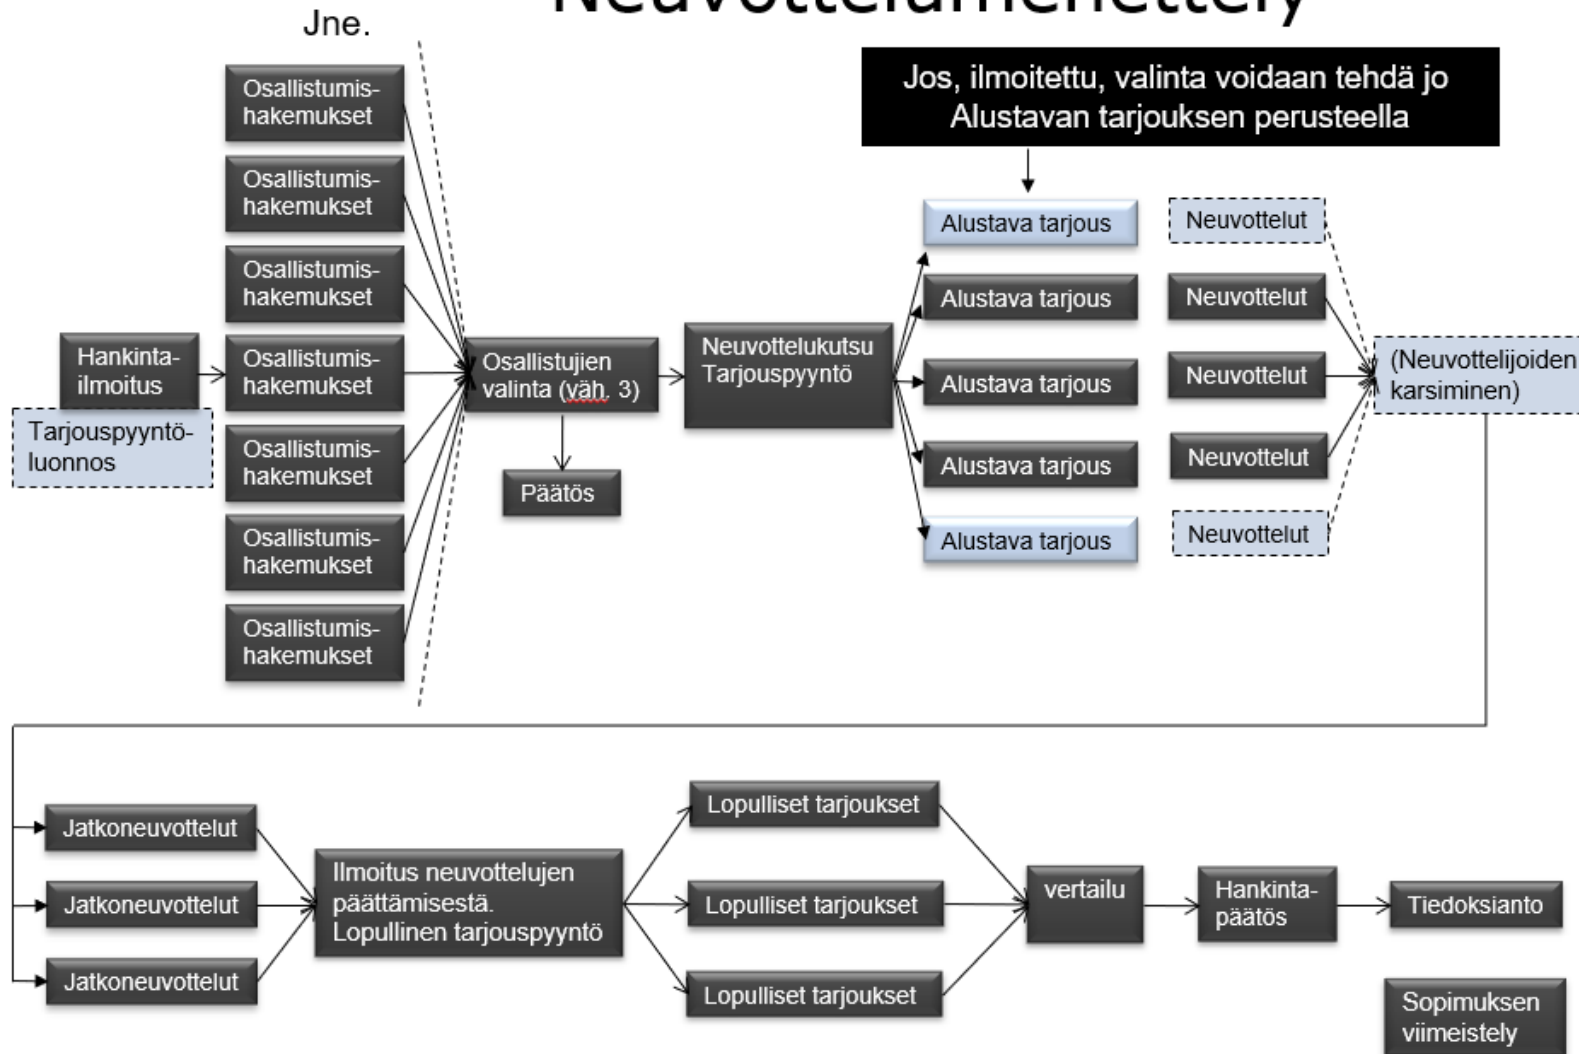 Neuvottelumenettely
Jne.
Jos, ilmoitettu, valinta voidaan tehdä jo
Alustavan tarjouksen perusteella
Hankinta-
ilmoitus
Tarjouspyyntö-
luonnos
Osallistumis-
hakemukset
Osallistumis-
hakemukset
Osallistumis-
hakemukset
Osallistumis-
hakemukset
Osallistumis-
hakemukset
Osallistumis-
hakemukset
Osallistumis-
hakemukset
Osallistujien
valinta (väh. 3)
Päätös
Neuvottelukutsu
Tarjouspyyntö
Alustava tarjous
Alustava tarjous
Alustava tarjous
Alustava tarjous
Alustava tarjous
Neuvottelut
Neuvottelut
Neuvottelut
Neuvottelut
Neuvottelut
(Neuvottelijoiden
karsiminen)
Jatkoneuvottelut
Jatkoneuvottelut
Jatkoneuvottelut
Ilmoitus neuvottelujen
päättämisestä.
Lopullinen tarjouspyyntö
Lopulliset tarjoukset
Lopulliset tarjoukset
Lopulliset tarjoukset
vertailu
Hankinta-
päätös
Tiedoksianto
Sopimuksen
viimeistely